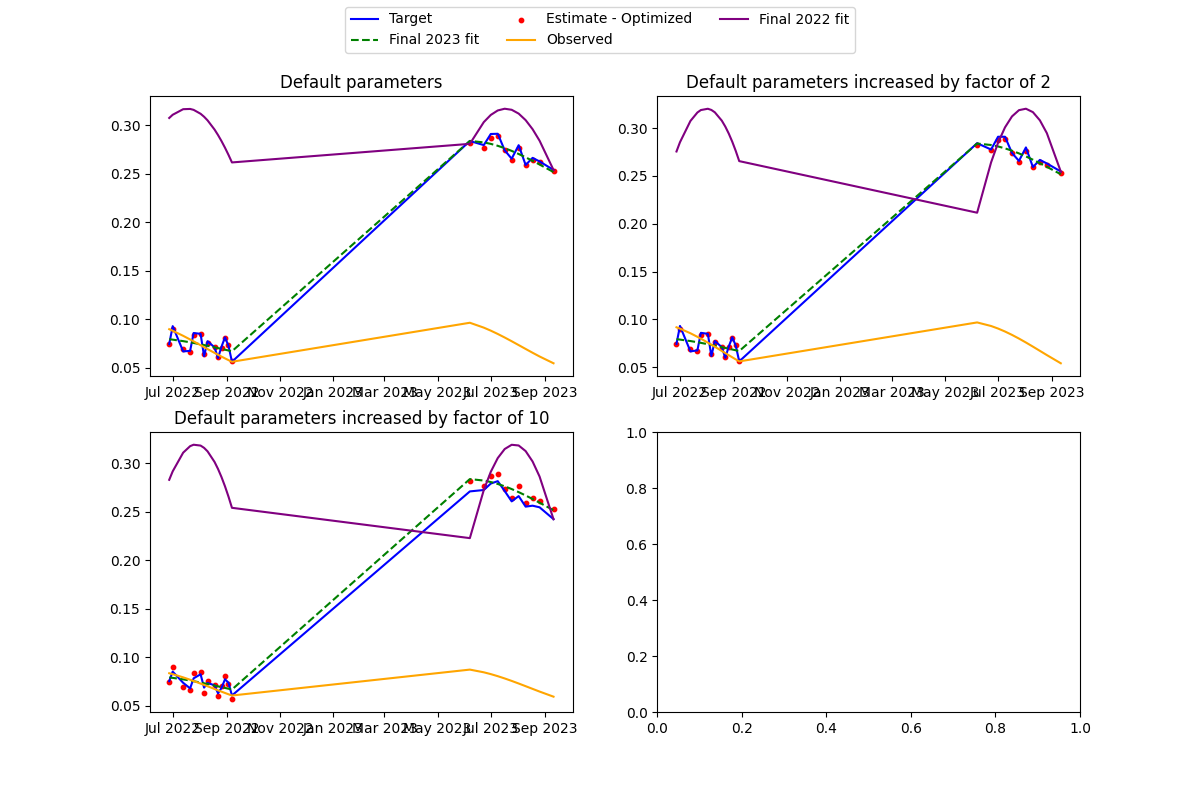 Target Estimate - Optimized Final 2022 fit
Final 2023 fit Observed
Default parameters
Default parameters increased by factor of 2
0.30
0.25
0.20
0.15
0.10
0.05
0.30
0.25
0.20
0.15
0.10
0.05
Jul 2022 Sep 2022 Nov 2022 Jan 2023 Mar 2023 May 2023 Jul 2023 Sep 2023
Jul 2022 Sep 2022 Nov 2022 Jan 2023 Mar 2023 May 2023 Jul 2023 Sep 2023
Default parameters increased by factor of 10
0.30
0.25
0.20
0.15
0.10
0.05
1.0
0.8
0.6
0.4
0.2
0.0
Jul 2022 Sep 2022 Nov 2022 Jan 2023 Mar 2023 May 2023 Jul 2023 Sep 2023
0.0 0.2 0.4 0.6 0.8 1.0